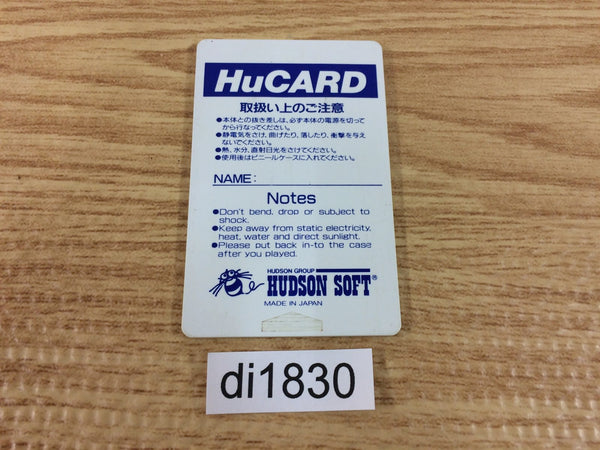 HuCARD
取扱い上のご注意
●本体との抜き差しは、必ず本体の電源を切って
から行なってください。
●静電気をさけ、曲げたり、落したり、衝撃を与え
ないでください。
●熱、水分、直射日光をさけてください。
●使用後はビニールケースに入れてください。
NAME:
Notes
●Don't bend, drop or subject to
shock.
●Keep away from static electricity,
heat, water and direct sunlight.
●Please put back in-to the case
after you played.
HUDSON GROUP
HUDSON SOFT®
MADE IN JAPAN
di1830